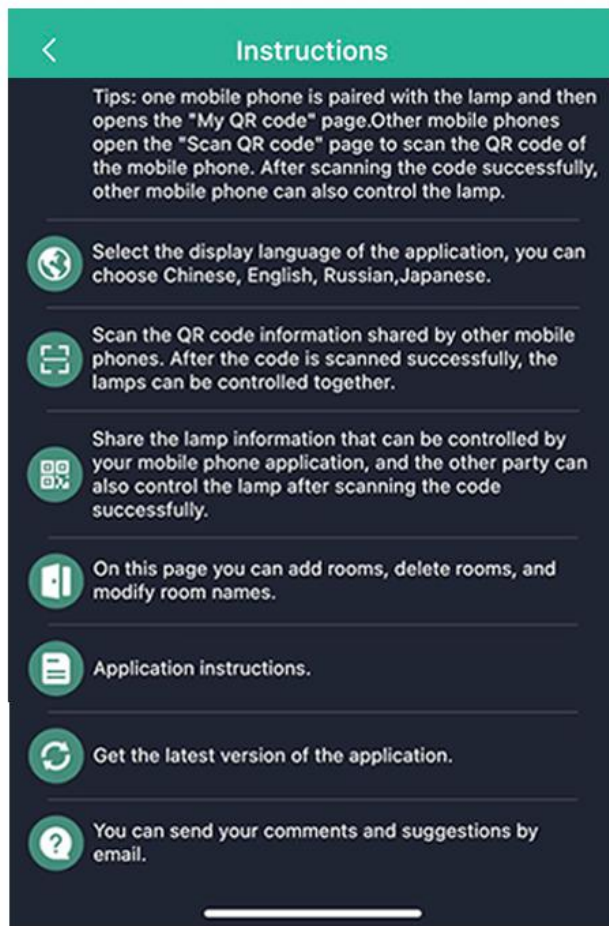 Instructions
Tips: one mobile phone is paired with the lamp and then
opens the "My QR code" page.Other mobile phones
open the "Scan QR code" page to scan the QR code of
the mobile phone. After scanning the code successfully,
other mobile phone can also control the lamp.
Select the display language of the application, you can
choose Chinese, English, Russian,Japanese.
Scan the QR code information shared by other mobile
phones. After the code is scanned successfully, the
lamps can be controlled together.
Share the lamp information that can be controlled by
your mobile phone application, and the other party can
also control the lamp after scanning the code
successfully.
On this page you can add rooms, delete rooms, and
modify room names.
Application instructions.
Get the latest version of the application.
You can send your comments and suggestions by
email.